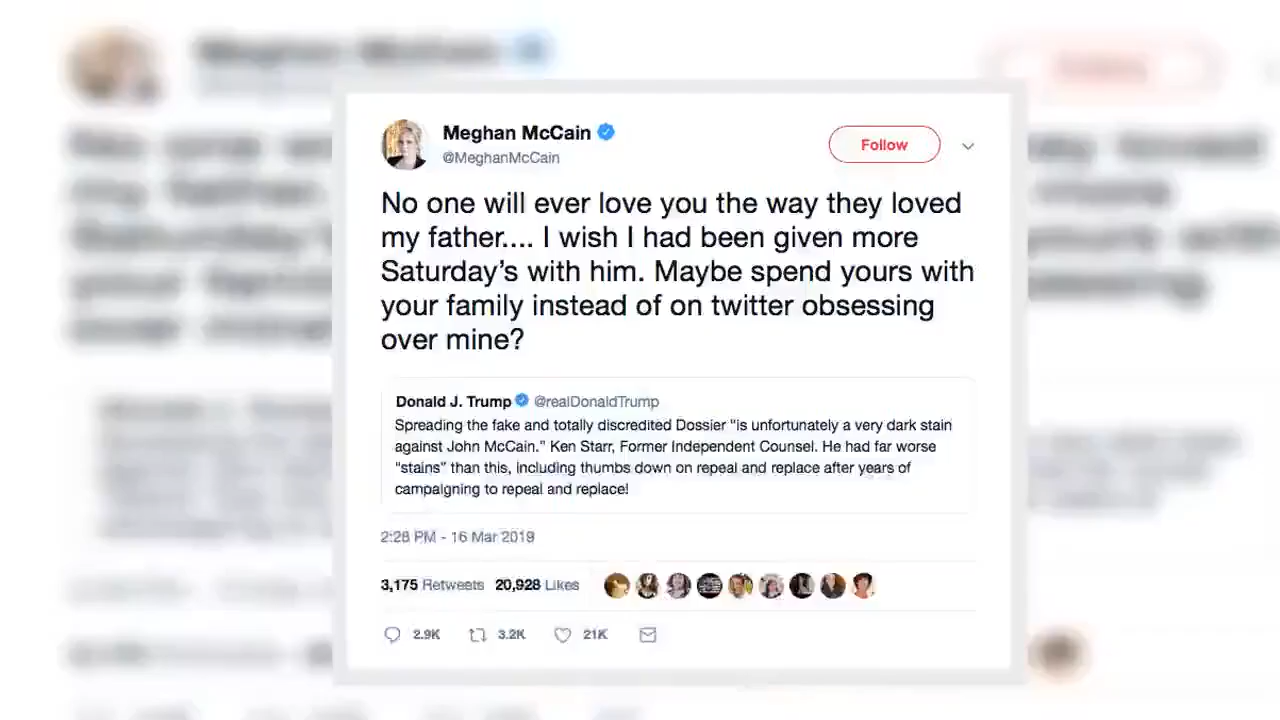 Meghan McCain
@MeghanMcCain
Follow
No one will ever love you the way they loved
my father.... I wish I had been given more
Saturday's with him. Maybe spend yours with
your family instead of on twitter obsessing
over mine?
Donald J. Trump @realDonaldTrump
Spreading the fake and totally discredited Dossier "is unfortunately a very dark stain
against John McCain." Ken Starr, Former Independent Counsel. He had far worse
"stains" than this, including thumbs down on repeal and replace after years of
campaigning to repeal and replace!
2:28 PM - 16 Mar 2019
3,175 Retweets 20,928 Likes
2.9K 3.2K 21K